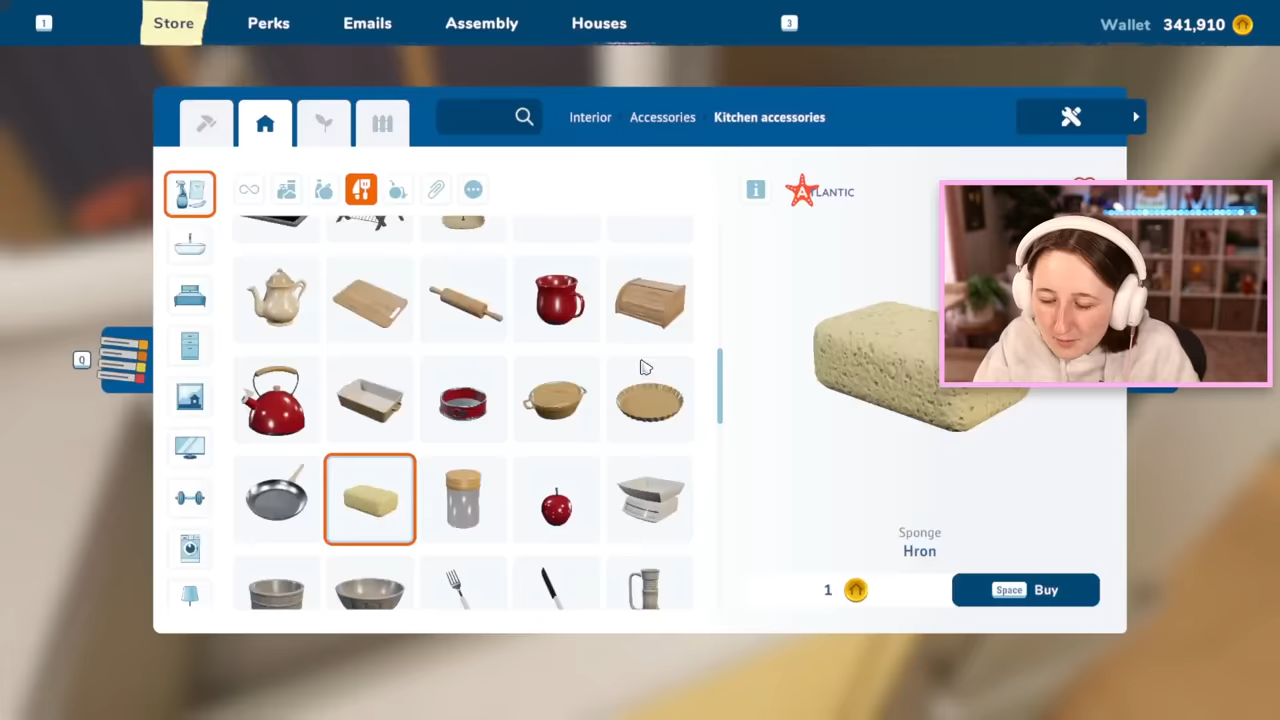 1
Store
Perks
Emails
Assembly
Houses
3
Wallet 341,910
Interior
Accessories
Kitchen accessories
i
ATLANTIC
Q
Sponge
Hron
1
Space Buy